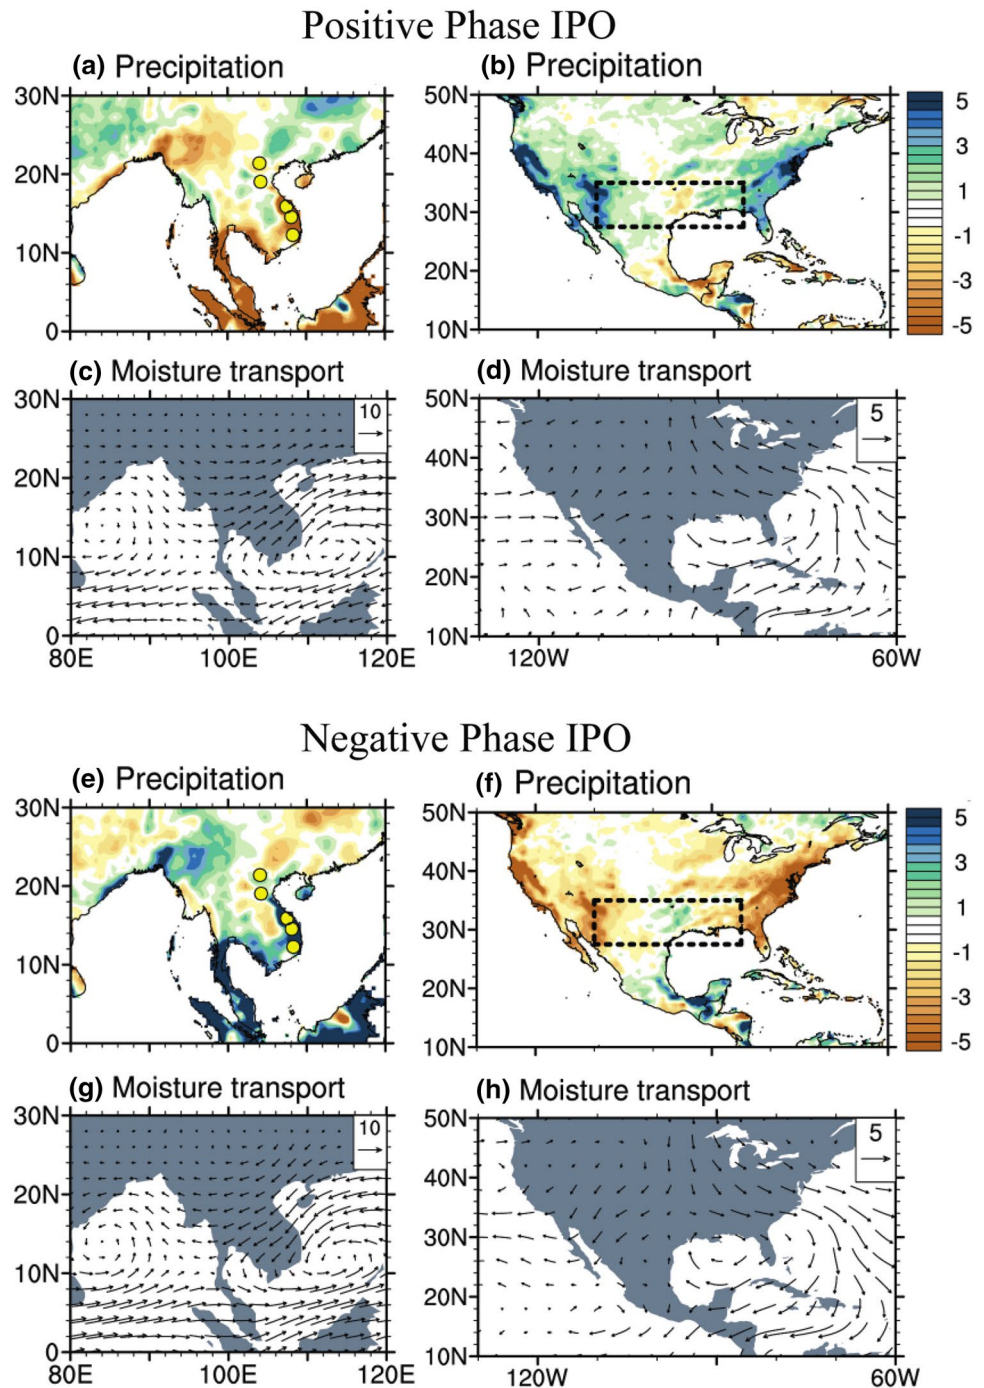 Positive Phase IPO
(a) Precipitation
(b) Precipitation
30N
20N
10N
0
50N
40N
30N
20N
10N
5
3
1
-1
-3
-5
(c) Moisture transport
(d) Moisture transport
30N
20N
10N
0
10
80E 100E 120E
50N
40N
30N
20N
10N
5
120W 60W
Negative Phase IPO
(e) Precipitation
(f) Precipitation
30N
20N
10N
0
50N
40N
30N
20N
10N
5
3
1
-1
-3
-5
(g) Moisture transport
(h) Moisture transport
30N
20N
10N
0
10
80E 100E 120E
50N
40N
30N
20N
10N
5
120W 60W